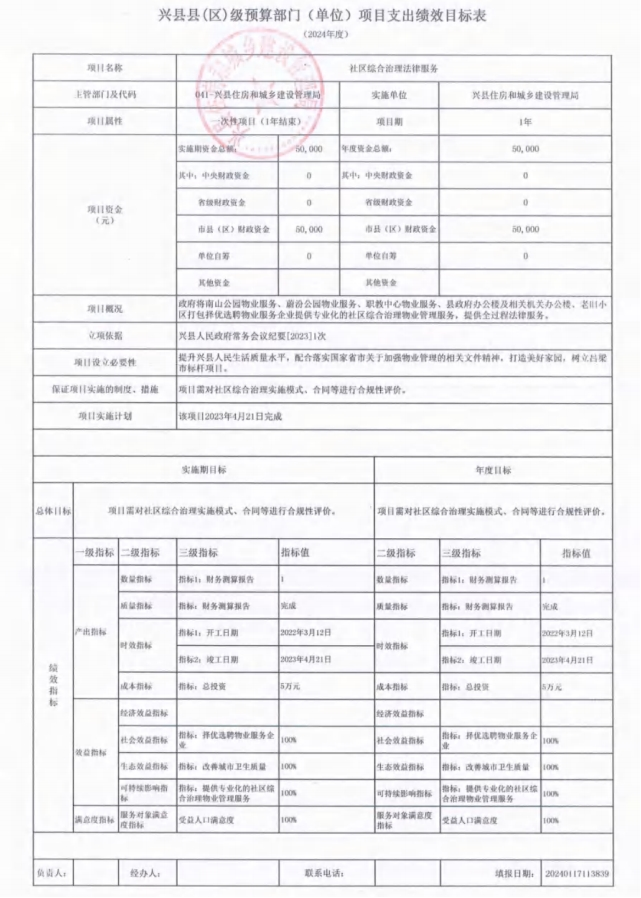 兴县县(区)级预算部门（单位）项目支出绩效目标表
（2024年度）
项目名称 社区综合治理法律服务
主管部门及代码 041-兴县住房和城乡建设管理局 实施单位 兴县住房和城乡建设管理局
项目属性 一次性项目（1年结束） 项目期 1年
项目资金
（元）
实施期资金总额: 50,000 年度资金总额: 50,000
其中: 中央财政资金 0 其中: 中央财政资金 0
省级财政资金 0 省级财政资金 0
市县（区）财政资金 50,000 市县（区）财政资金 50,000
单位自筹 0 单位自筹 0
其他资金 其他资金
项目概况
政府将南山公园物业服务、蔚汾公园物业服务、职教中心物业服务、县政府办公楼及相关机关办公楼、老旧小
区打包择优选聘物业服务企业提供专业化的社区综合治理物业管理服务，提供全过程法律服务。
立项依据 兴县人民政府常务会议纪要[2023]1次
项目设立必要性
提升兴县人民生活质量水平，配合落实国家省市关于加强物业管理的相关文件精神，打造美好家园，树立吕梁
市标杆项目。
保证项目实施的制度、措施 项目需对社区综合治理实施模式、合同等进行合规性评价。
项目实施计划 该项目2023年4月21日完成
实施期目标 年度目标
总体目标 项目需对社区综合治理实施模式、合同等进行合规性评价。 项目需对社区综合治理实施模式、合同等进行合规性评价。
绩效指标
一级指标 二级指标 三级指标 指标值 二级指标 三级指标 指标值
产出指标
数量指标 指标1: 财务测算报告 1 数量指标 指标1: 财务测算报告 1
质量指标 指标: 财务测算报告 完成 质量指标 指标: 财务测算报告 完成
时效指标 指标1: 开工日期 2022年3月12日 时效指标 指标1: 开工日期 2022年3月12日
指标2: 竣工日期 2023年4月21日 指标2: 竣工日期 2023年4月21日
成本指标 指标: 总投资 5万元 成本指标 指标: 总投资 5万元
效益指标
经济效益指标 经济效益指标
社会效益指标 指标: 择优选聘物业服务企
业 100% 社会效益指标 指标: 择优选聘物业服务企
业 100%
生态效益指标 指标: 改善城市卫生质量 100% 生态效益指标 指标: 改善城市卫生质量 100%
可持续影响指
标 指标: 提供专业化的社区综
合治理物业管理服务 100% 可持续影响指标 指标: 提供专业化的社区综
合治理物业管理服务 100%
满意度指标 服务对象满意
度指标 受益人口满意度 100% 服务对象满意度
指标 受益人口满意度 100%
负责人: 经办人: 联系电话: 填报日期: 20240117113839